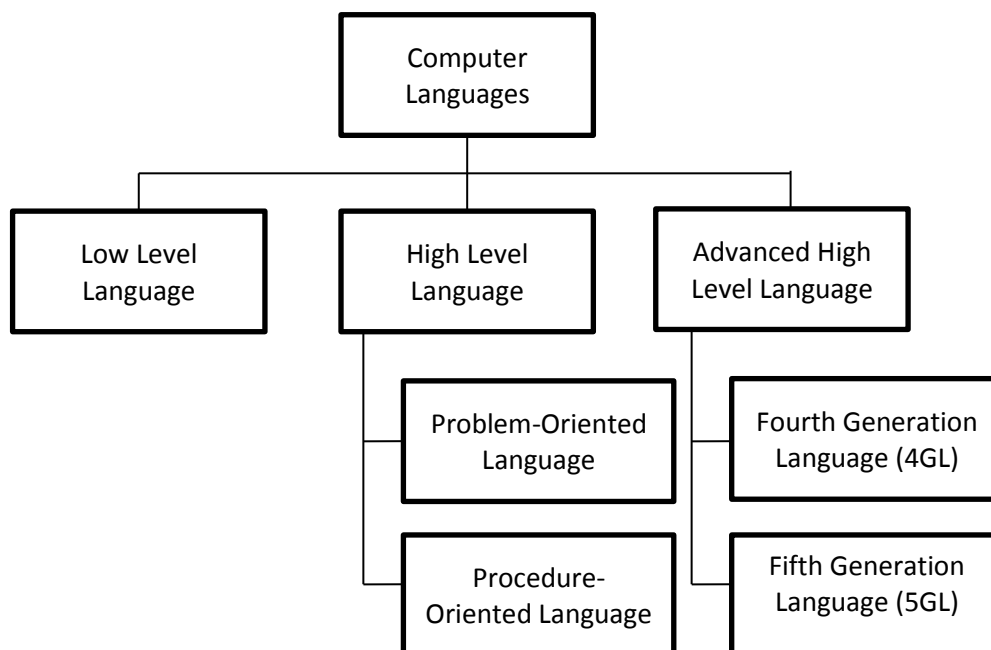 Computer
Languages
Low Level
Language
High Level
Language
Advanced High
Level Language
Problem-Oriented
Language
Fourth Generation
Language (4GL)
Procedure-
Oriented Language
Fifth Generation
Language (5GL)